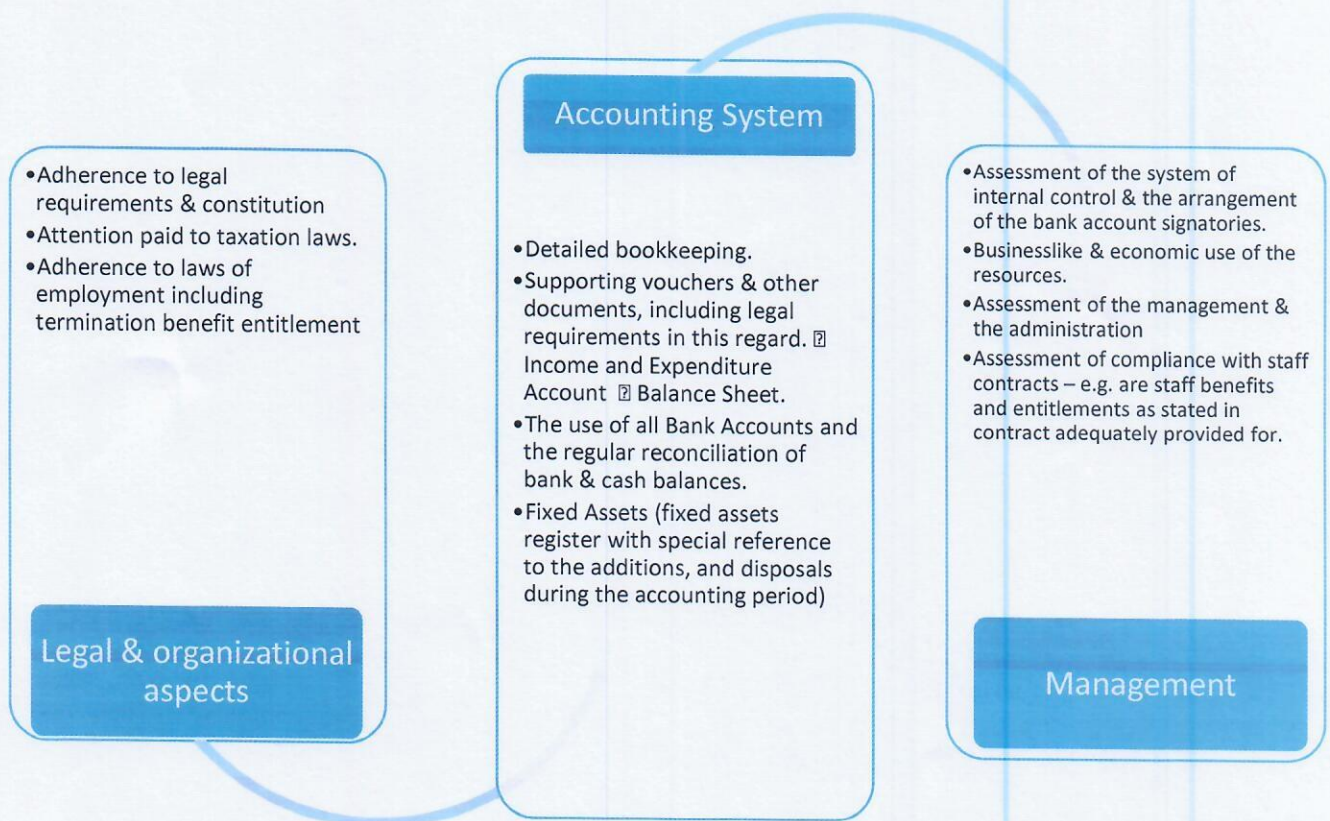 •Adherence to legal
requirements & constitution
•Attention paid to taxation laws.
•Adherence to laws of
employment including
termination benefit entitlement
Legal & organizational
aspects
Accounting System
•Detailed bookkeeping.
•Supporting vouchers & other
documents, including legal
requirements in this regard. ⍰
Income and Expenditure
Account ⍰ Balance Sheet.
•The use of all Bank Accounts and
the regular reconciliation of
bank & cash balances.
•Fixed Assets (fixed assets
register with special reference
to the additions, and disposals
during the accounting period)
•Assessment of the system of
internal control & the arrangement
of the bank account signatories.
•Businesslike & economic use of the
resources.
•Assessment of the management &
the administration
•Assessment of compliance with staff
contracts – e.g. are staff benefits
and entitlements as stated in
contract adequately provided for.
Management